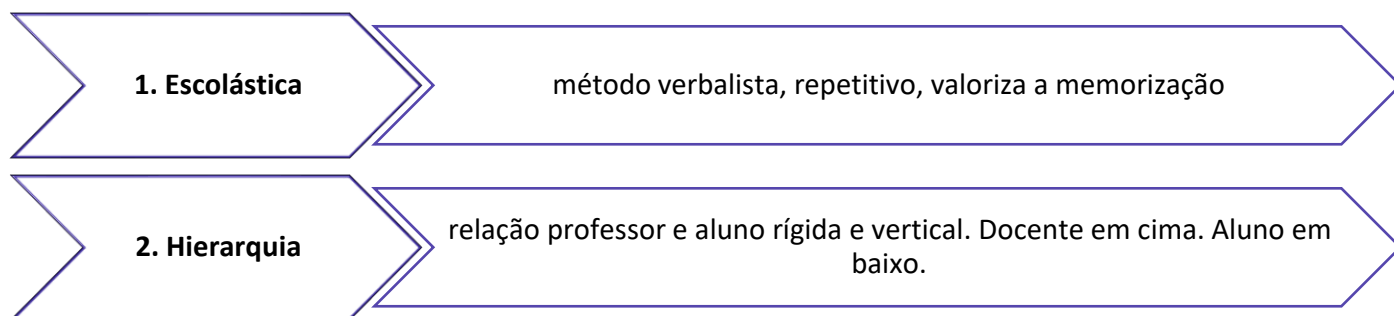 1. Escolástica
método verbalista, repetitivo, valoriza a memorização
2. Hierarquia
relação professor e aluno rígida e vertical. Docente em cima. Aluno em
baixo.